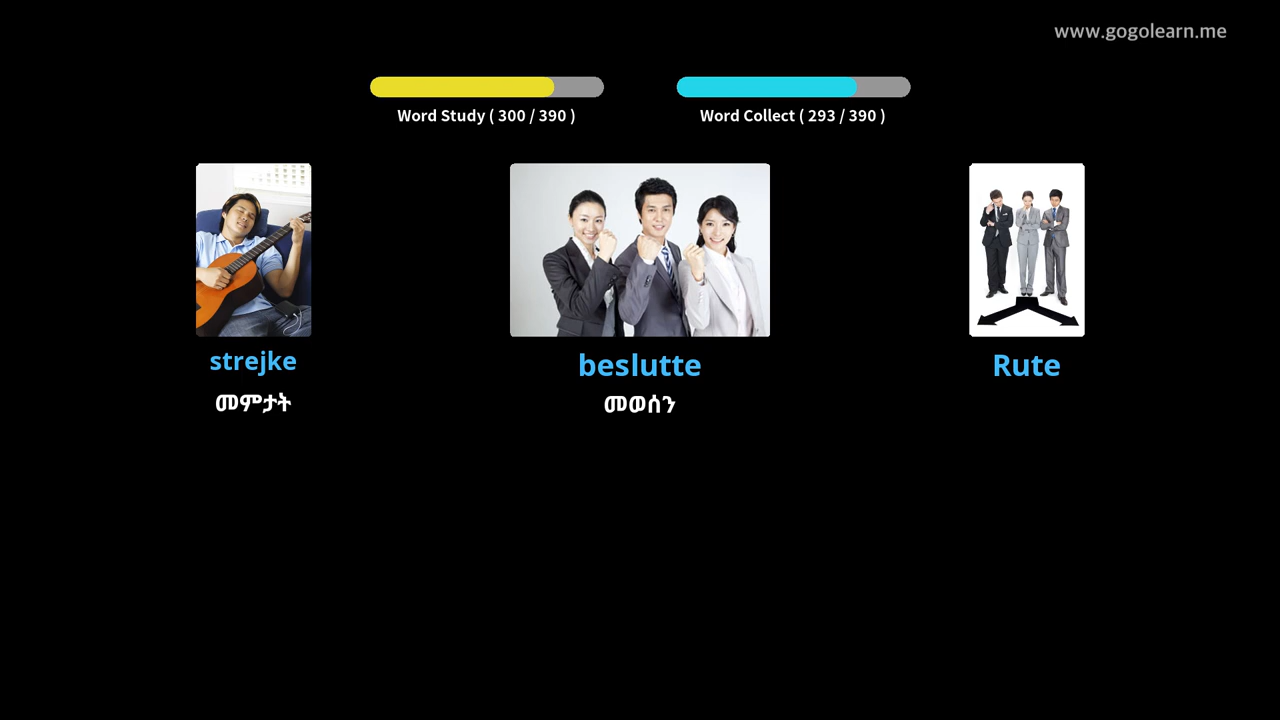 www.gogolearn.me
Word Study ( 300 / 390 )
Word Collect ( 293 / 390 )
strejke
beslutte
Rute
መምታት
መወሰን